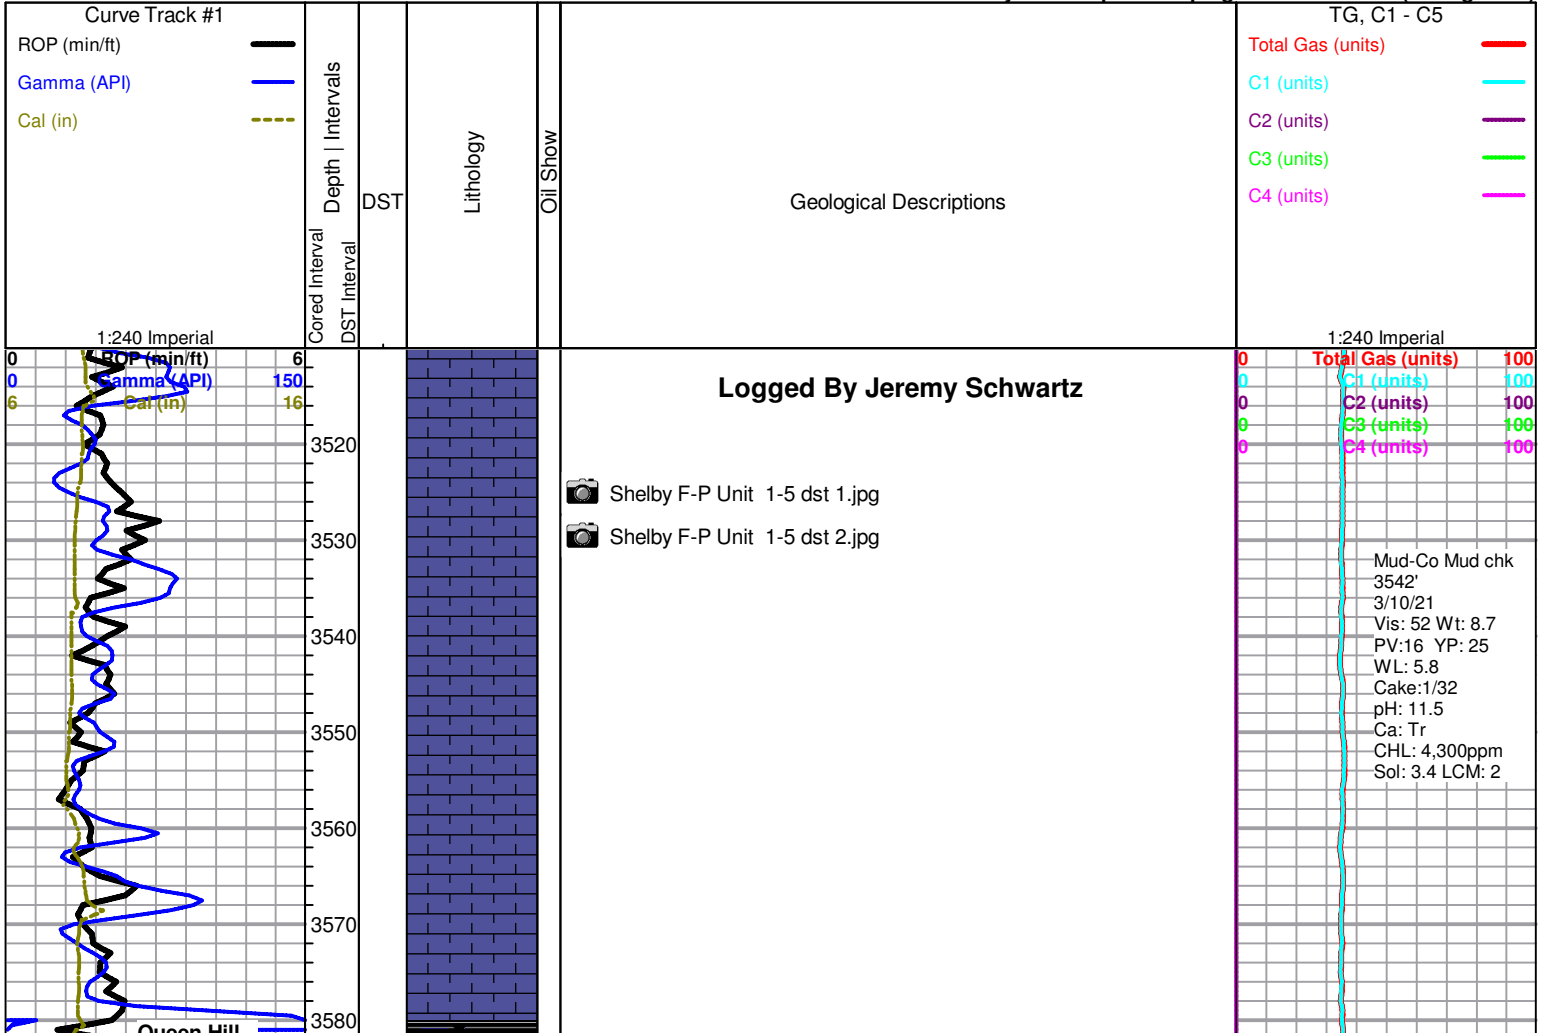 Curve Track #1
ROP (min/ft)
Gamma (API)
Cal (in)
1:240 Imperial
Cored Interval
Depth | Intervals
DST Interval
DST
Lithology
Oil Show
Geological Descriptions
TG, C1 - C5
Total Gas (units)
C1 (units)
C2 (units)
C3 (units)
C4 (units)
1:240 Imperial
0 ROP (min/ft) 6
0 Gamma (API) 150
6 Cal (in) 16
0 Total Gas (units) 100
0 C1 (units) 100
0 C2 (units) 100
0 C3 (units) 100
0 C4 (units) 100
Logged By Jeremy Schwartz
3520
Shelby F-P Unit 1-5 dst 1.jpg
3530
Shelby F-P Unit 1-5 dst 2.jpg
Mud-Co Mud chk
3542'
3/10/21
Vis: 52 Wt: 8.7
PV:16 YP: 25
WL: 5.8
Cake:1/32
pH: 11.5
Ca: Tr
CHL: 4,300ppm
Sol: 3.4 LCM: 2
3540
3550
3560
3570
3580
Queen Hill